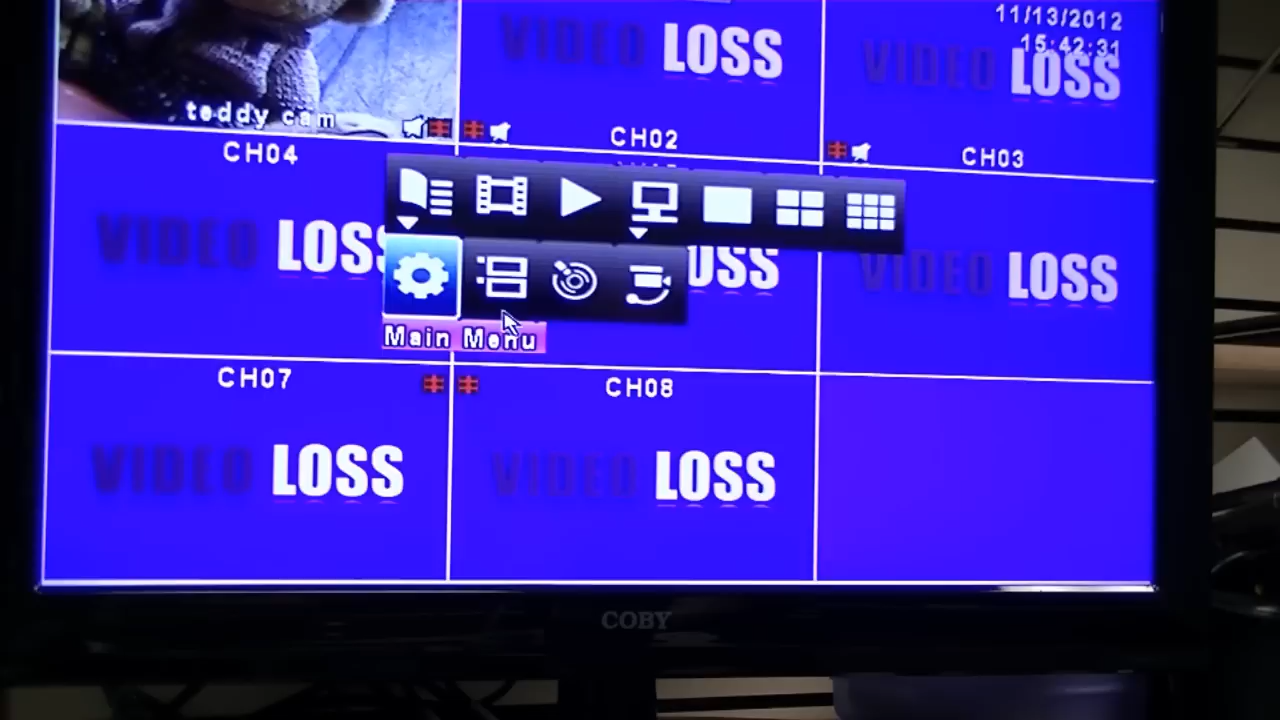 11/13/2012
15:42:31
VIDEO LOSS
VIDEO LOSS
teddy cam
CH02
CH03
CH04
VIDEO LOSS
LOSS
VIDEO LOSS
Main Menu
CH07
CH08
VIDEO LOSS
VIDEO LOSS
COBY